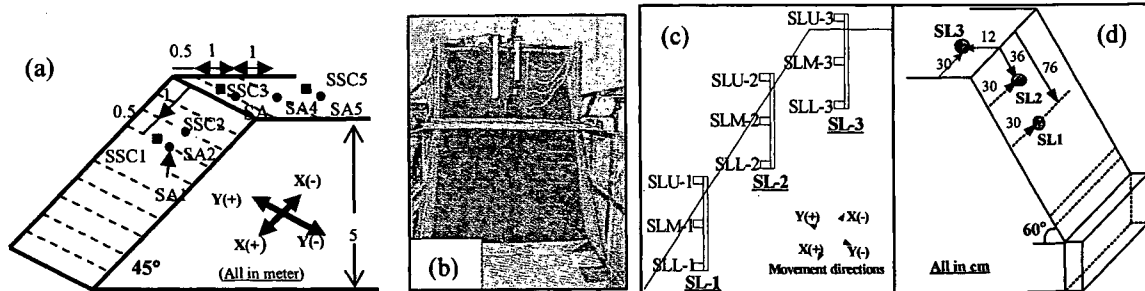 (a)
0.5 1 1
SSC5
SSC3
SA SA4 SA5
0.5 1
SSC2
SSC1 SA2
SA1
X(-)
Y(+)
X(+) Y(-)
5
45°
(All in meter)
(b)
(c)
SLU-3
SLM-3
SLL-3
SL-3
SLU-2
SLM-2
SLL-2
SL-2
SLU-1
SLM-1
SLL-1
SL-1
Y(+) X(-)
X(+) Y(-)
Movement directions
(d)
SL3 12
30 36 76
30 SL2
30 SL1
60°
All in cm